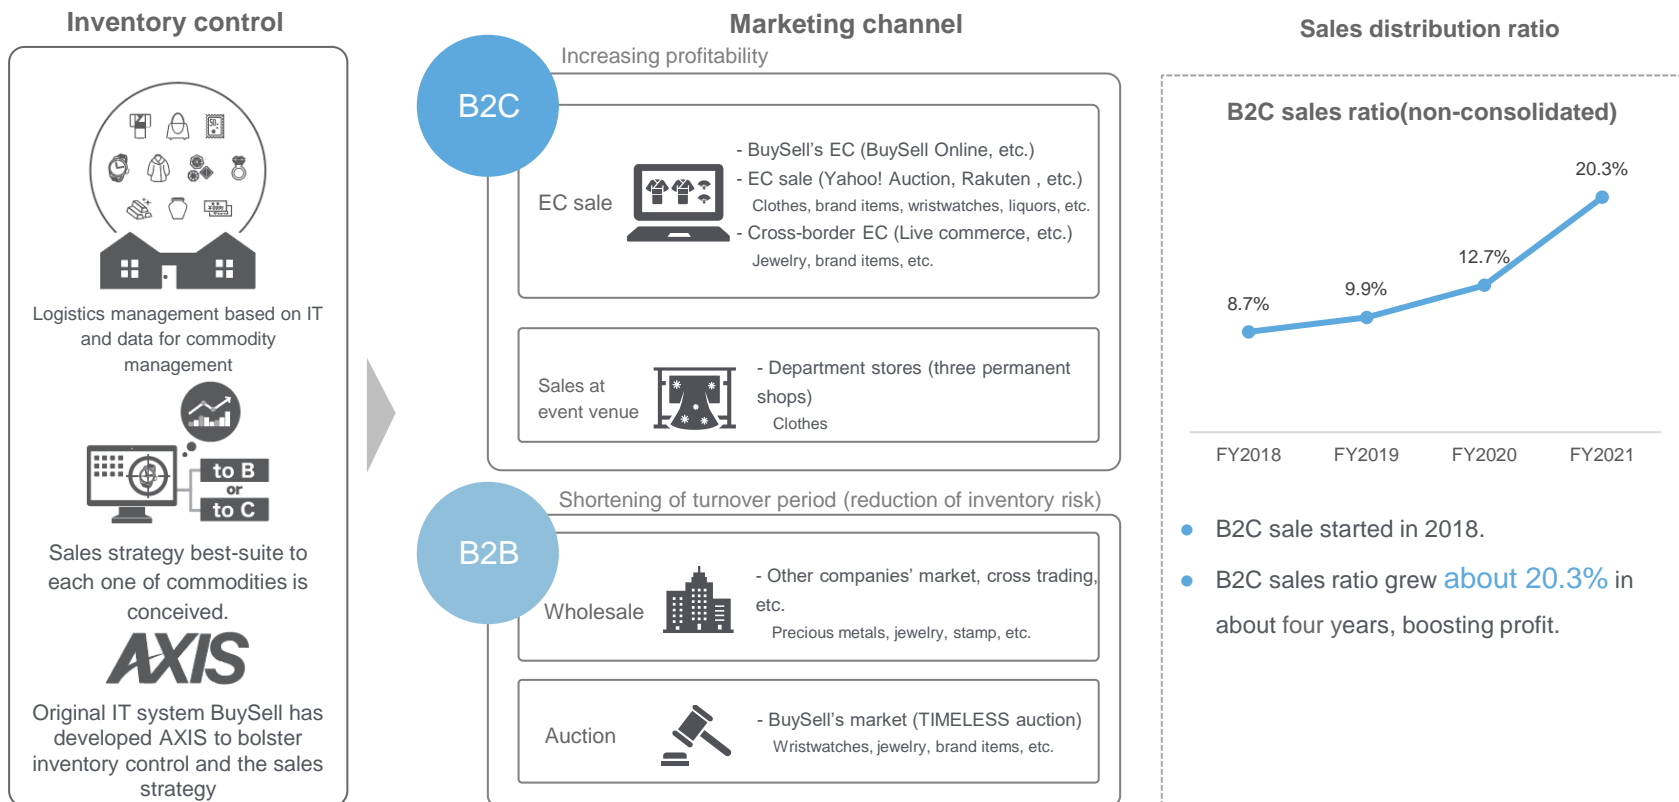 Inventory control
Logistics management based on IT
and data for commodity
management
to B
or
to C
Sales strategy best-suite to
each one of commodities is
conceived.
AXIS
Original IT system BuySell has
developed AXIS to bolster
inventory control and the sales
strategy
Marketing channel
B2C
Increasing profitability
EC sale
- BuySell's EC (BuySell Online, etc.)
- EC sale (Yahoo! Auction, Rakuten , etc.)
Clothes, brand items, wristwatches, liquors, etc.
- Cross-border EC (Live commerce, etc.)
Jewelry, brand items, etc.
Sales at
event venue
- Department stores (three permanent
shops)
Clothes
B2B
Shortening of turnover period (reduction of inventory risk)
Wholesale
- Other companies' market, cross trading,
etc.
Precious metals, jewelry, stamp, etc.
Auction
- BuySell's market (TIMELESS auction)
Wristwatches, jewelry, brand items, etc.
Sales distribution ratio
B2C sales ratio(non-consolidated)
8.7%
9.9%
12.7%
20.3%
FY2018
FY2019
FY2020
FY2021
● B2C sale started in 2018.
● B2C sales ratio grew about 20.3% in
about four years, boosting profit.